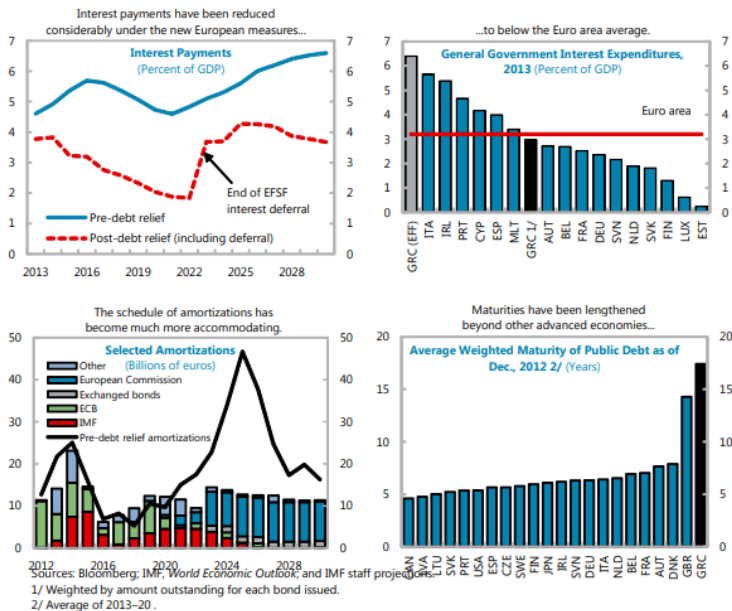 Interest payments have been reduced
considerably under the new European measures...
Interest Payments
(Percent of GDP)
7 7
6 6
5 5
4 4
3 3
2 2
1 1
0 0
End of EFSF
interest deferral
Pre-debt relief
Post-debt relief (including deferral)
2013 2016 2019 2022 2025 2028
...to below the Euro area average.
General Government Interest Expenditures,
2013 (Percent of GDP)
7 7
6 6
5 5
4 4
3 3
2 2
1 1
0 0
Euro area
GRC (EFF) ITA IRL PRT CYP ESP MLT GRC 1/ AUT BEL FRA DEU SVN NLD SVK FIN LUX EST
The schedule of amortizations has
become much more accommodating.
Selected Amortizations
(Billions of euros)
50 50
40 40
30 30
20 20
10 10
0 0
Other
European Commission
Exchanged bonds
ECB
IMF
Pre-debt relief amortizations
2012 2016 2020 2024 2028
Maturities have been lengthened
beyond other advanced economies...
Average Weighted Maturity of Public Debt as of
Dec., 2012 2/ (Years)
20 20
15 15
10 10
5 5
0 0
LTU SVK PRT USA ESP CZE SWE FIN JPN IRL SVN DEU ITA NLD BEL FRA AUT DNK GBR GRC
Sources: Bloomberg; IMF, World Economic Outlook; and IMF staff projections.
1/ Weighted by amount outstanding for each bond issued.
2/ Average of 2013–20 .